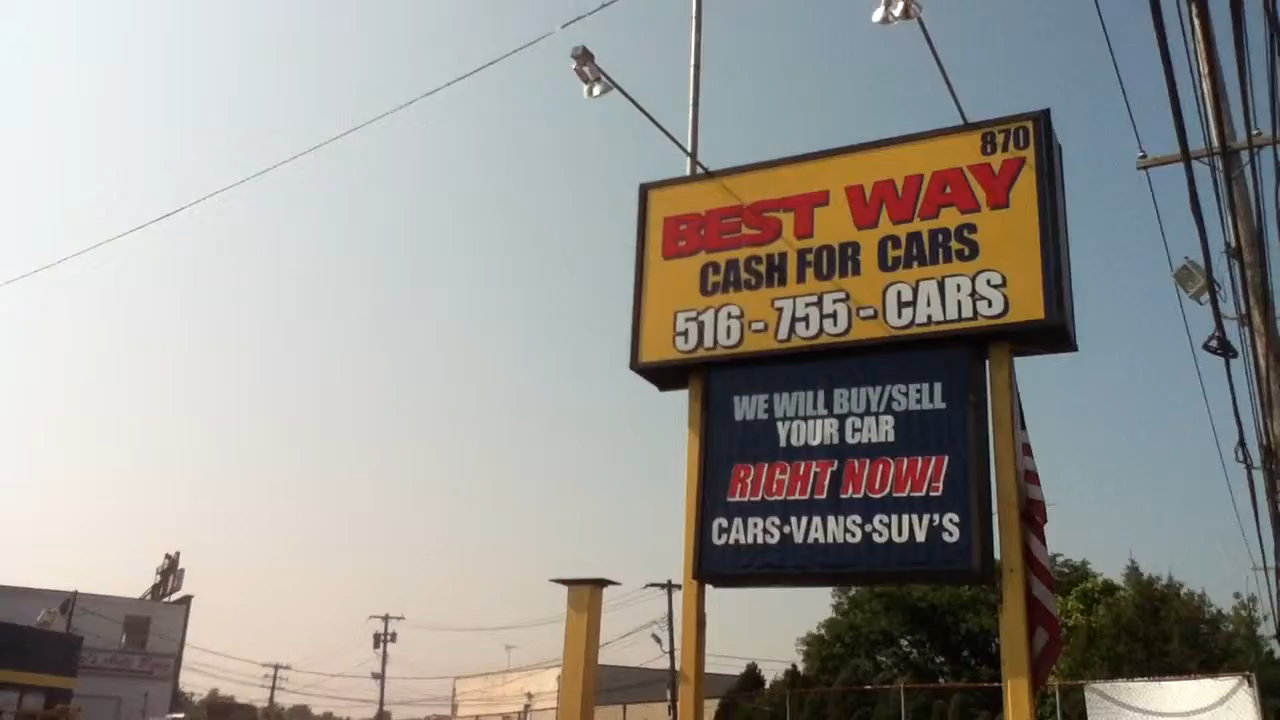 870
BEST WAY
CASH FOR CARS
516 - 755 - CARS
WE WILL BUY/SELL
YOUR CAR
RIGHT NOW!
CARS•VANS•SUV'S